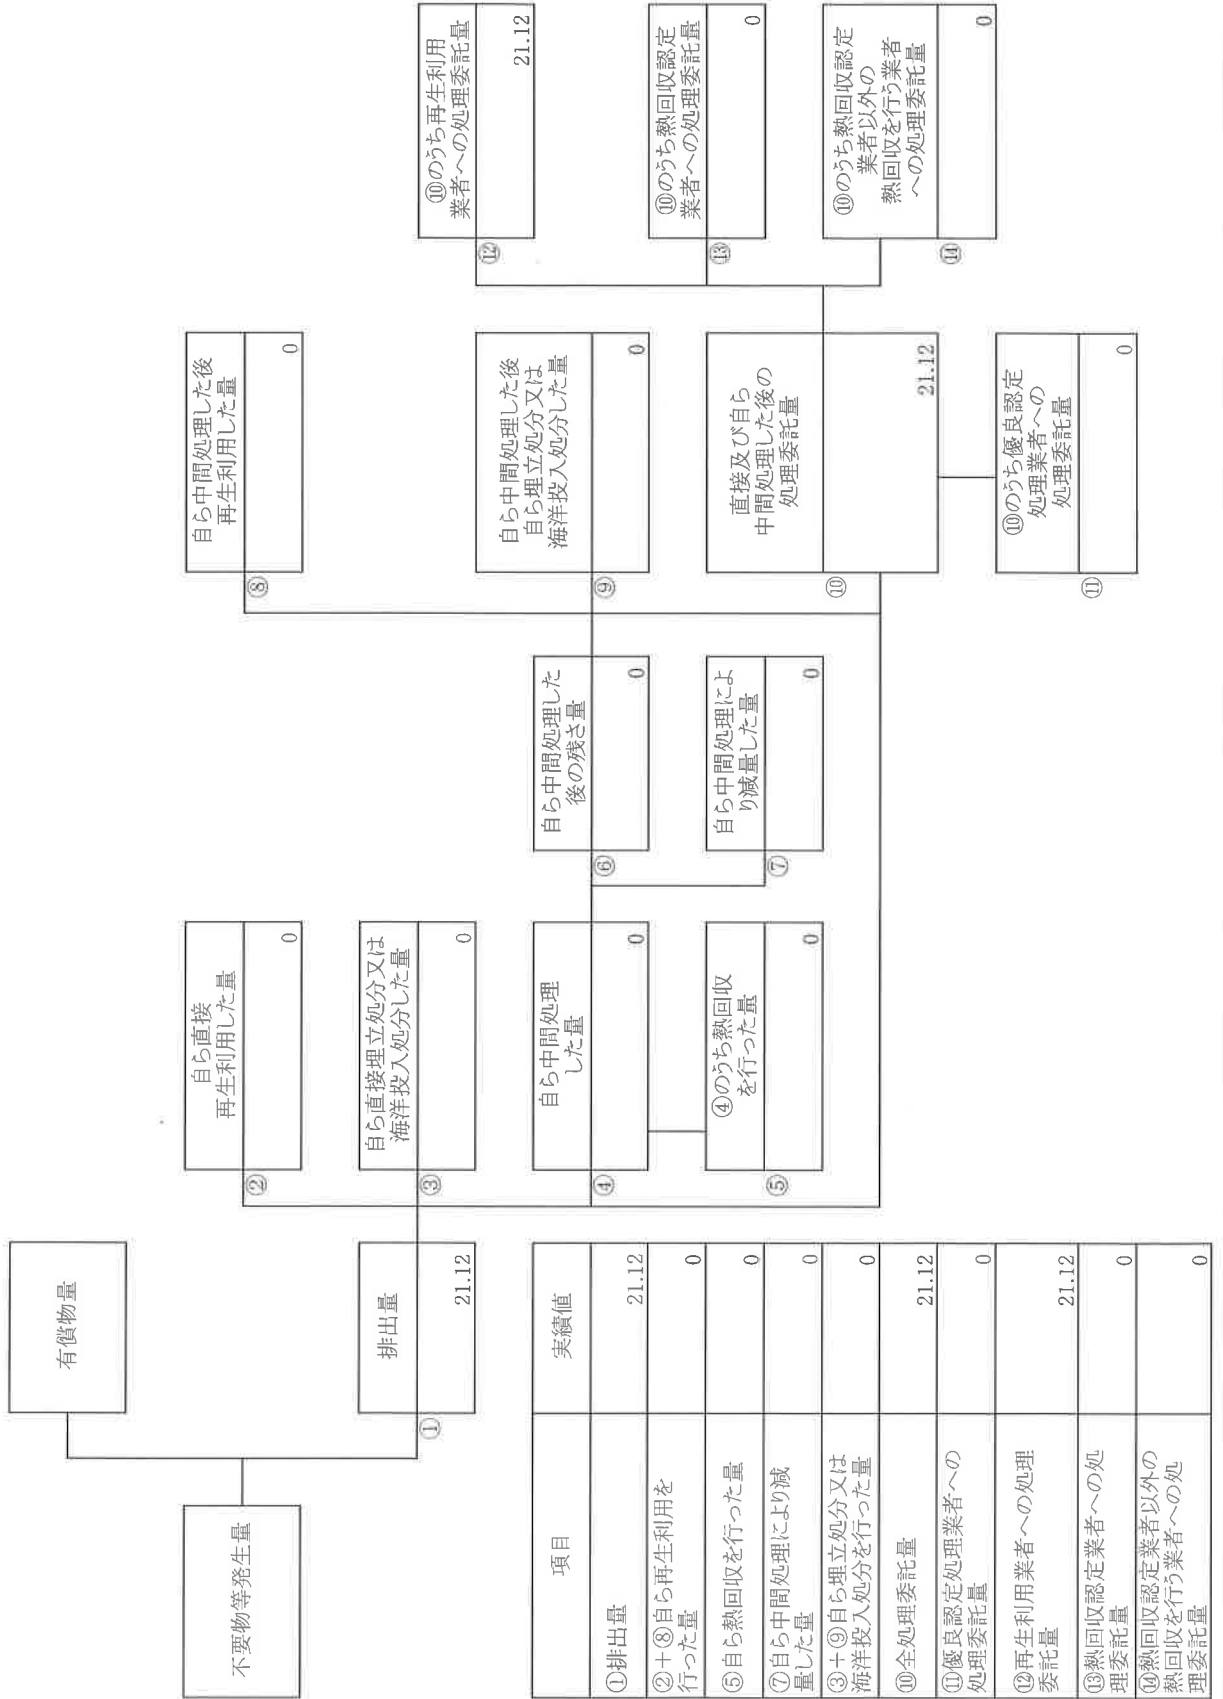 不要物等発生量
有償物量
①
排出量
21.12
②
自ら直接
再生利用した量
0
③
自ら直接埋立処分又は
海洋投入処分した量
0
④
自ら中間処理
した量
0
⑤
④のうち熱回収
を行った量
0
⑥
自ら中間処理した
後の残さ量
0
⑦
自ら中間処理によ
り減量した量
0
⑧
自ら中間処理した後
再生利用した量
0
⑨
自ら中間処理した後
自ら埋立処分又は
海洋投入処分した量
0
⑩
直接及び自ら
中間処理した後の
処理委託量
21.12
⑪
⑩のうち優良認定
処理業者への
処理委託量
0
⑫
⑩のうち再生利用
業者への処理委託量
21.12
⑬
⑩のうち熱回収認定
業者への処理委託量
0
⑭
⑩のうち熱回収認定
業者以外の
熱回収を行う業者
への処理委託量
0
項目 実績値
①排出量 21.12
②+⑧自ら再生利用を
行った量 0
⑤自ら熱回収を行った量 0
⑦自ら中間処理により減
量した量 0
③+⑨自ら埋立処分又は
海洋投入処分を行った量 0
⑩全処理委託量 21.12
⑪優良認定処理業者への
処理委託量 0
⑫再生利用業者への処理
委託量 21.12
⑬熱回収認定業者への処
理委託量 0
⑭熱回収認定業者以外の
熱回収を行う業者への処
理委託量 0